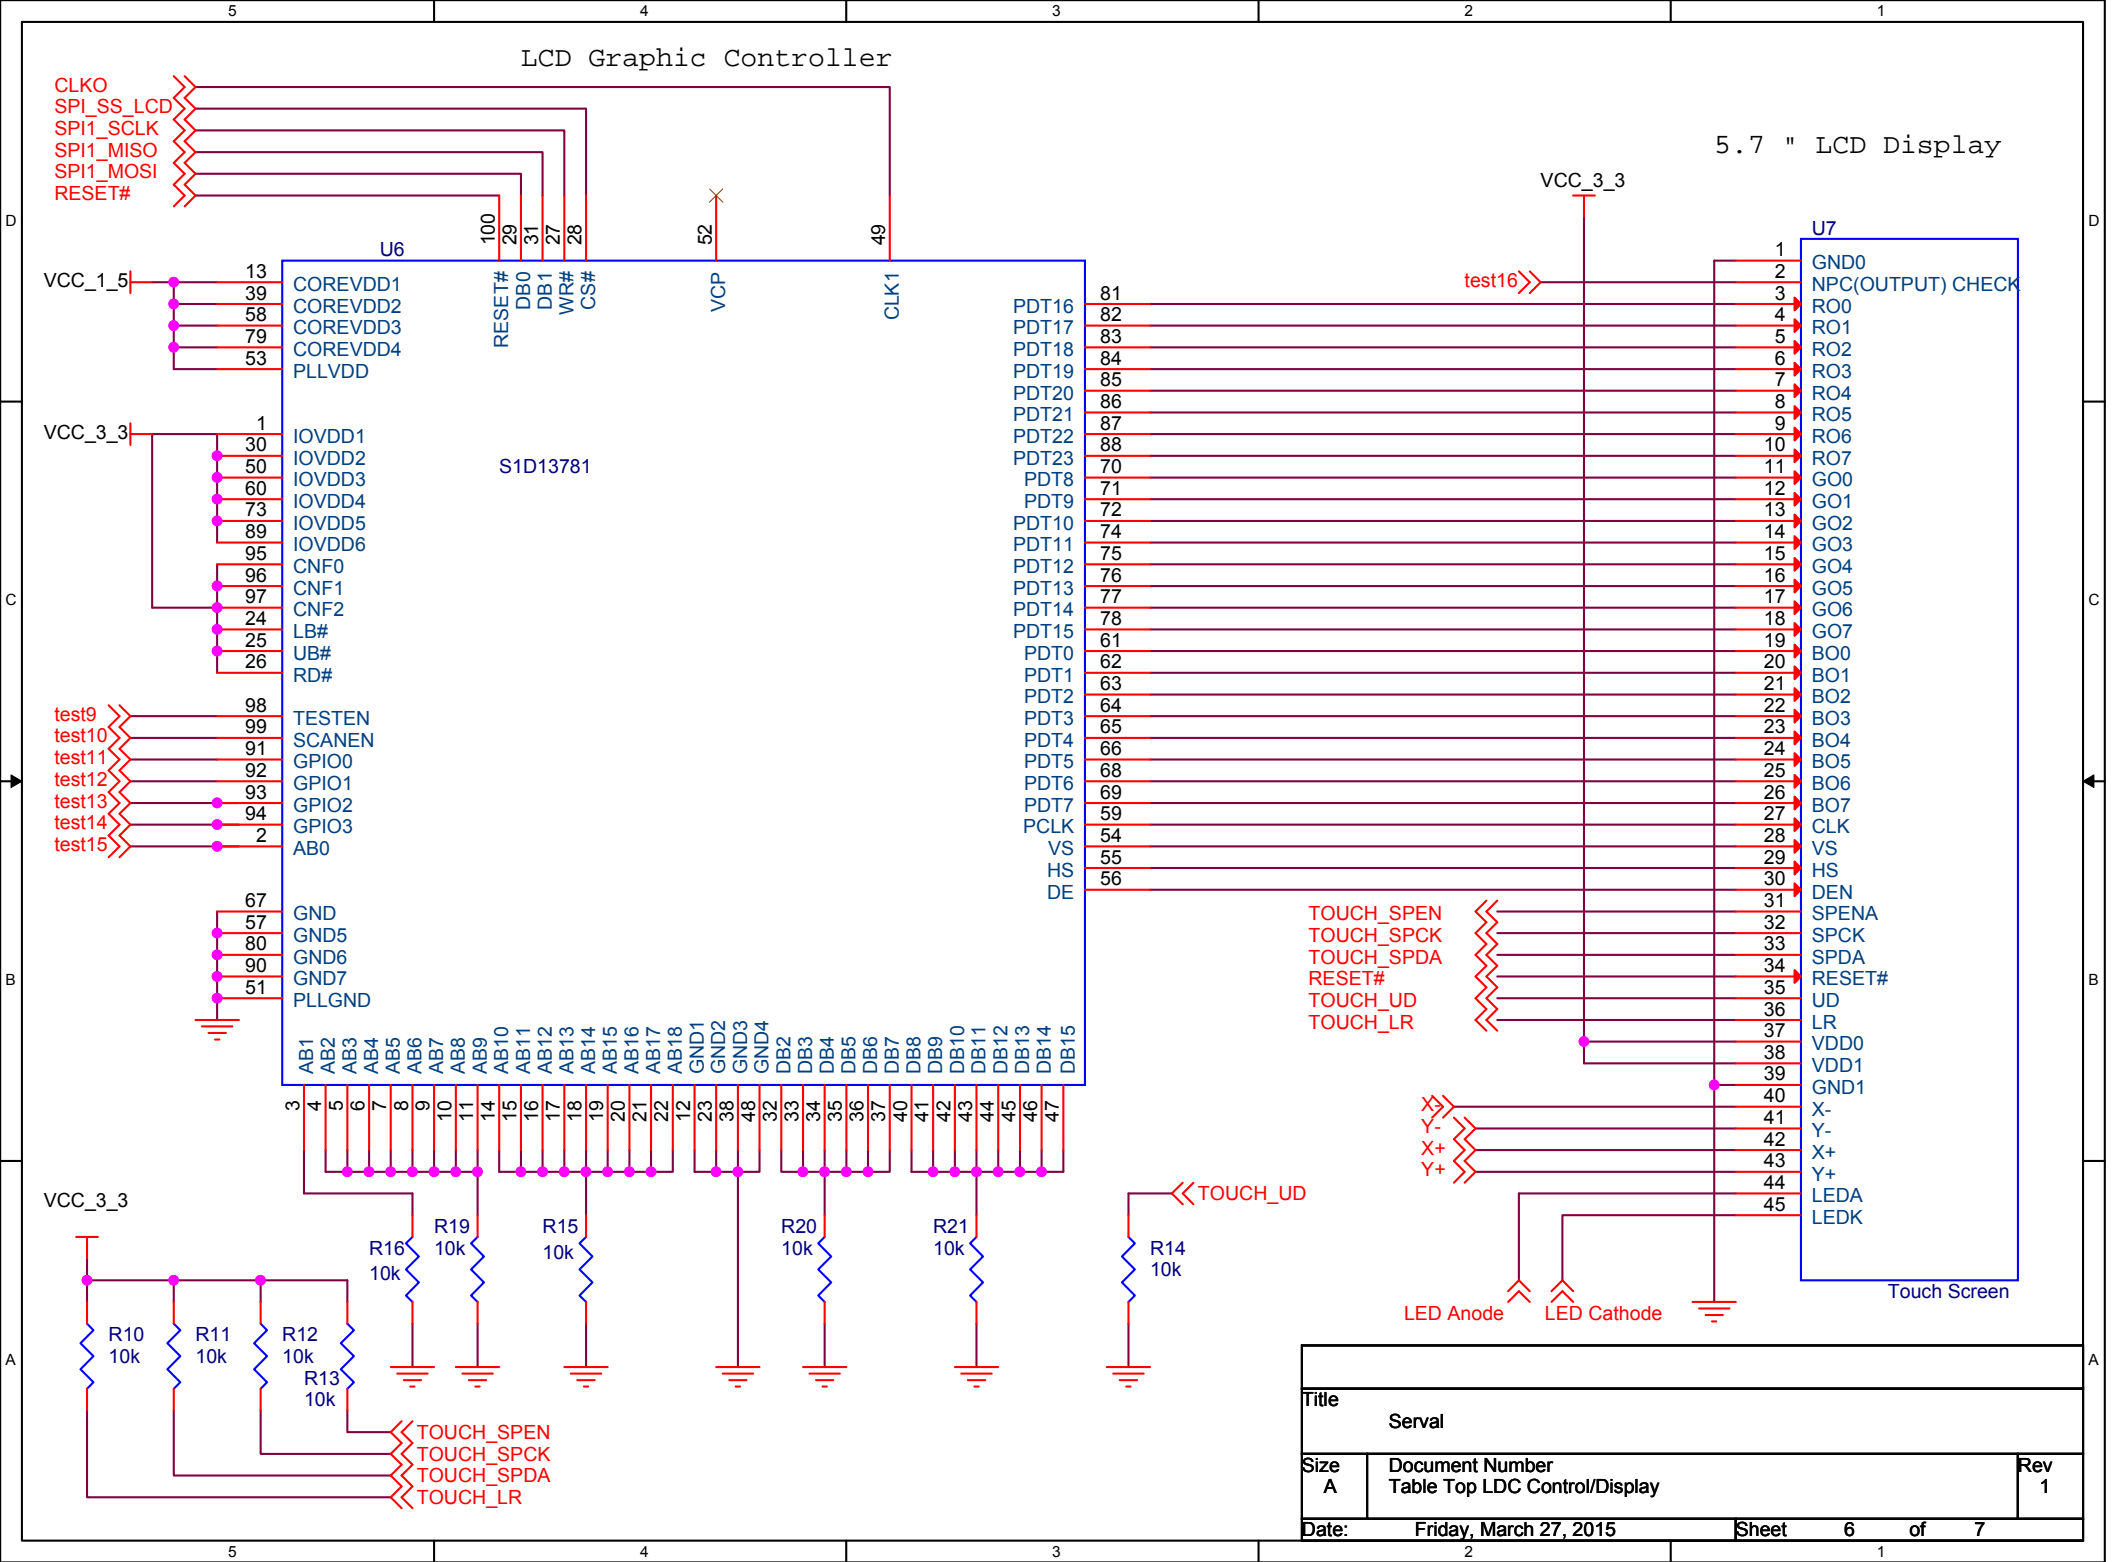 5 4 3 2 1
LCD Graphic Controller
CLKO
SPI_SS_LCD
SPI1_SCLK
SPI1_MISO
SPI1_MOSI
RESET#
5.7 " LCD Display
VCC_3_3
D D
U6
100 29 31 27 28 52 49
RESET# DB0 DB1 WR# CS# VCP CLK1
S1D13781
VCC_1_5
13 COREVDD1
39 COREVDD2
58 COREVDD3
79 COREVDD4
53 PLLVDD
VCC_3_3
1 IOVDD1
30 IOVDD2
50 IOVDD3
60 IOVDD4
73 IOVDD5
89 IOVDD6
95 CNF0
96 CNF1
97 CNF2
24 LB#
25 UB#
26 RD#
C C
test9 98 TESTEN
test10 99 SCANEN
test11 91 GPIO0
test12 92 GPIO1
test13 93 GPIO2
test14 94 GPIO3
test15 2 AB0
67 GND
57 GND5
80 GND6
90 GND7
51 PLLGND
B B
PDT16 81
PDT17 82
PDT18 83
PDT19 84
PDT20 85
PDT21 86
PDT22 87
PDT23 88
PDT8 70
PDT9 71
PDT10 72
PDT11 74
PDT12 75
PDT13 76
PDT14 77
PDT15 78
PDT0 61
PDT1 62
PDT2 63
PDT3 64
PDT4 65
PDT5 66
PDT6 68
PDT7 69
PCLK 59
VS 54
HS 55
DE 56
AB1 AB2 AB3 AB4 AB5 AB6 AB7 AB8 AB9 AB10 AB11 AB12 AB13 AB14 AB15 AB16 AB17 AB18 GND1 GND2 GND3 GND4 DB2 DB3 DB4 DB5 DB6 DB7 DB8 DB9 DB10 DB11 DB12 DB13 DB14 DB15
3 4 5 6 7 8 9 10 11 14 15 16 17 18 19 20 21 22 12 23 38 48 32 33 34 35 36 37 40 41 42 43 44 45 46 47
U7
1 GND0
test16 2 NPC(OUTPUT) CHECK
3 RO0
4 RO1
5 RO2
6 RO3
7 RO4
8 RO5
9 RO6
10 RO7
11 GO0
12 GO1
13 GO2
14 GO3
15 GO4
16 GO5
17 GO6
18 GO7
19 BO0
20 BO1
21 BO2
22 BO3
23 BO4
24 BO5
25 BO6
26 BO7
27 CLK
28 VS
29 HS
30 DEN
TOUCH_SPEN 31 SPENA
TOUCH_SPCK 32 SPCK
TOUCH_SPDA 33 SPDA
RESET# 34 RESET#
TOUCH_UD 35 UD
TOUCH_LR 36 LR
37 VDD0
38 VDD1
39 GND1
X- 40 X-
Y- 41 Y-
X+ 42 X+
Y+ 43 Y+
44 LEDA
45 LEDK
Touch Screen
LED Anode LED Cathode
VCC_3_3
R16
10k
R19
10k
R15
10k
R20
10k
R21
10k
TOUCH_UD
R14
10k
R10
10k
R11
10k
R12
10k
R13
10k
TOUCH_SPEN
TOUCH_SPCK
TOUCH_SPDA
TOUCH_LR
A A
Title
Serval
Size Document Number Rev
A Table Top LDC Control/Display 1
Date: Friday, March 27, 2015 Sheet 6 of 7
5 4 3 2 1